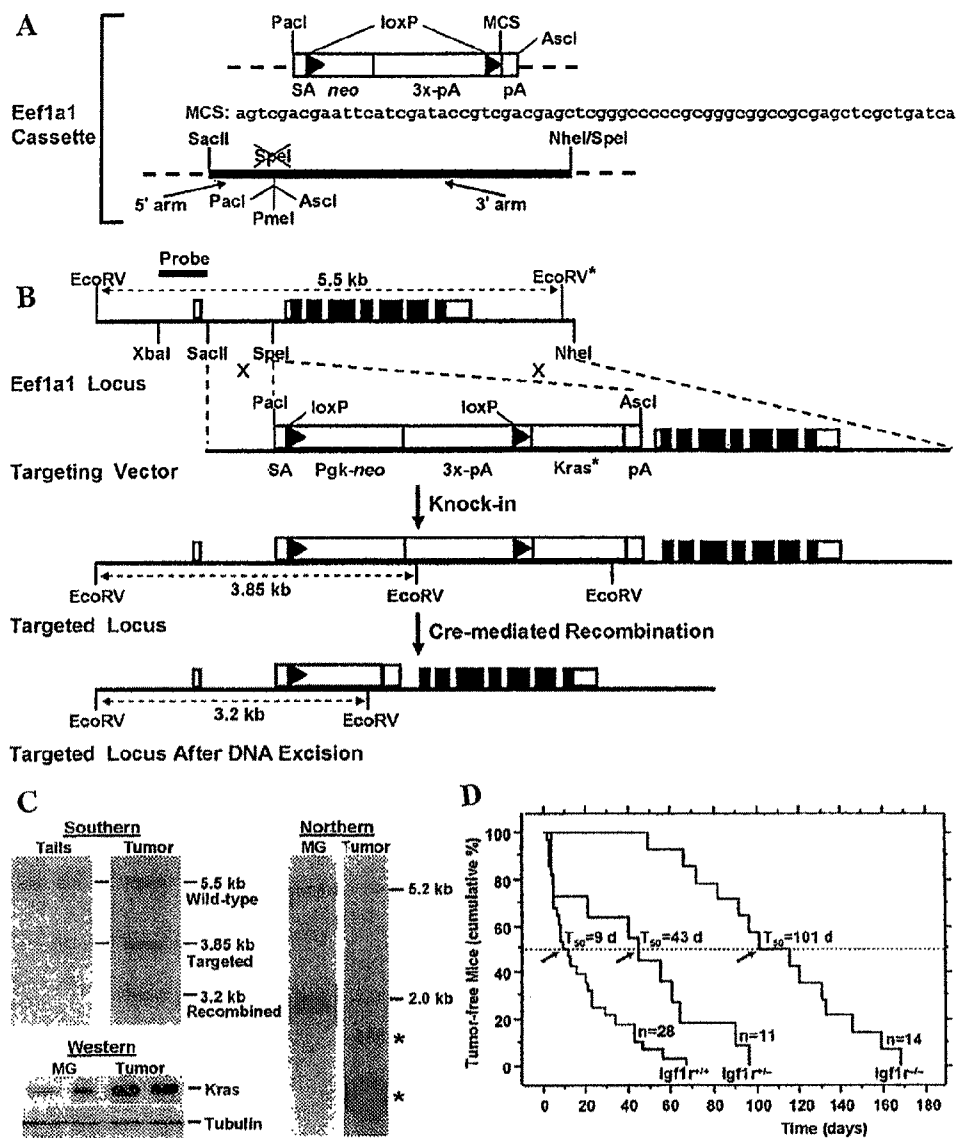 A
PacI loxP MCS AscI
SA neo 3x-pA pA
Eef1a1 Cassette
MCS: agtcgacgaattcatcgataccgtcgacgagctcgggcccccgcgggcggccgcgagctcgctgatca
SacII SpeI NheI/SpeI
5' arm PacI AscI 3' arm
PmeI
B
Probe
EcoRV 5.5 kb EcoRV*
XbaI SacII SpeI NheI
X X
Eef1a1 Locus
PacI loxP loxP AscI
SA Pgk-neo 3x-pA Kras* pA
Targeting Vector
Knock-in
3.85 kb
EcoRV EcoRV EcoRV
Targeted Locus
Cre-mediated Recombination
3.2 kb
EcoRV EcoRV
Targeted Locus After DNA Excision
C
Southern
Tails Tumor
5.5 kb
Wild-type
3.85 kb
Targeted
3.2 kb
Recombined
Western
MG Tumor
Kras
Tubulin
Northern
MG Tumor
5.2 kb
2.0 kb
*
*
D
Tumor-free Mice (cumulative %)
100
80
60
40
20
0
T50=9 d T50=43 d T50=101 d
n=28 n=11 n=14
Igf1r+/+ Igf1r+/- Igf1r-/-
0 20 40 60 80 100 120 140 160 180
Time (days)